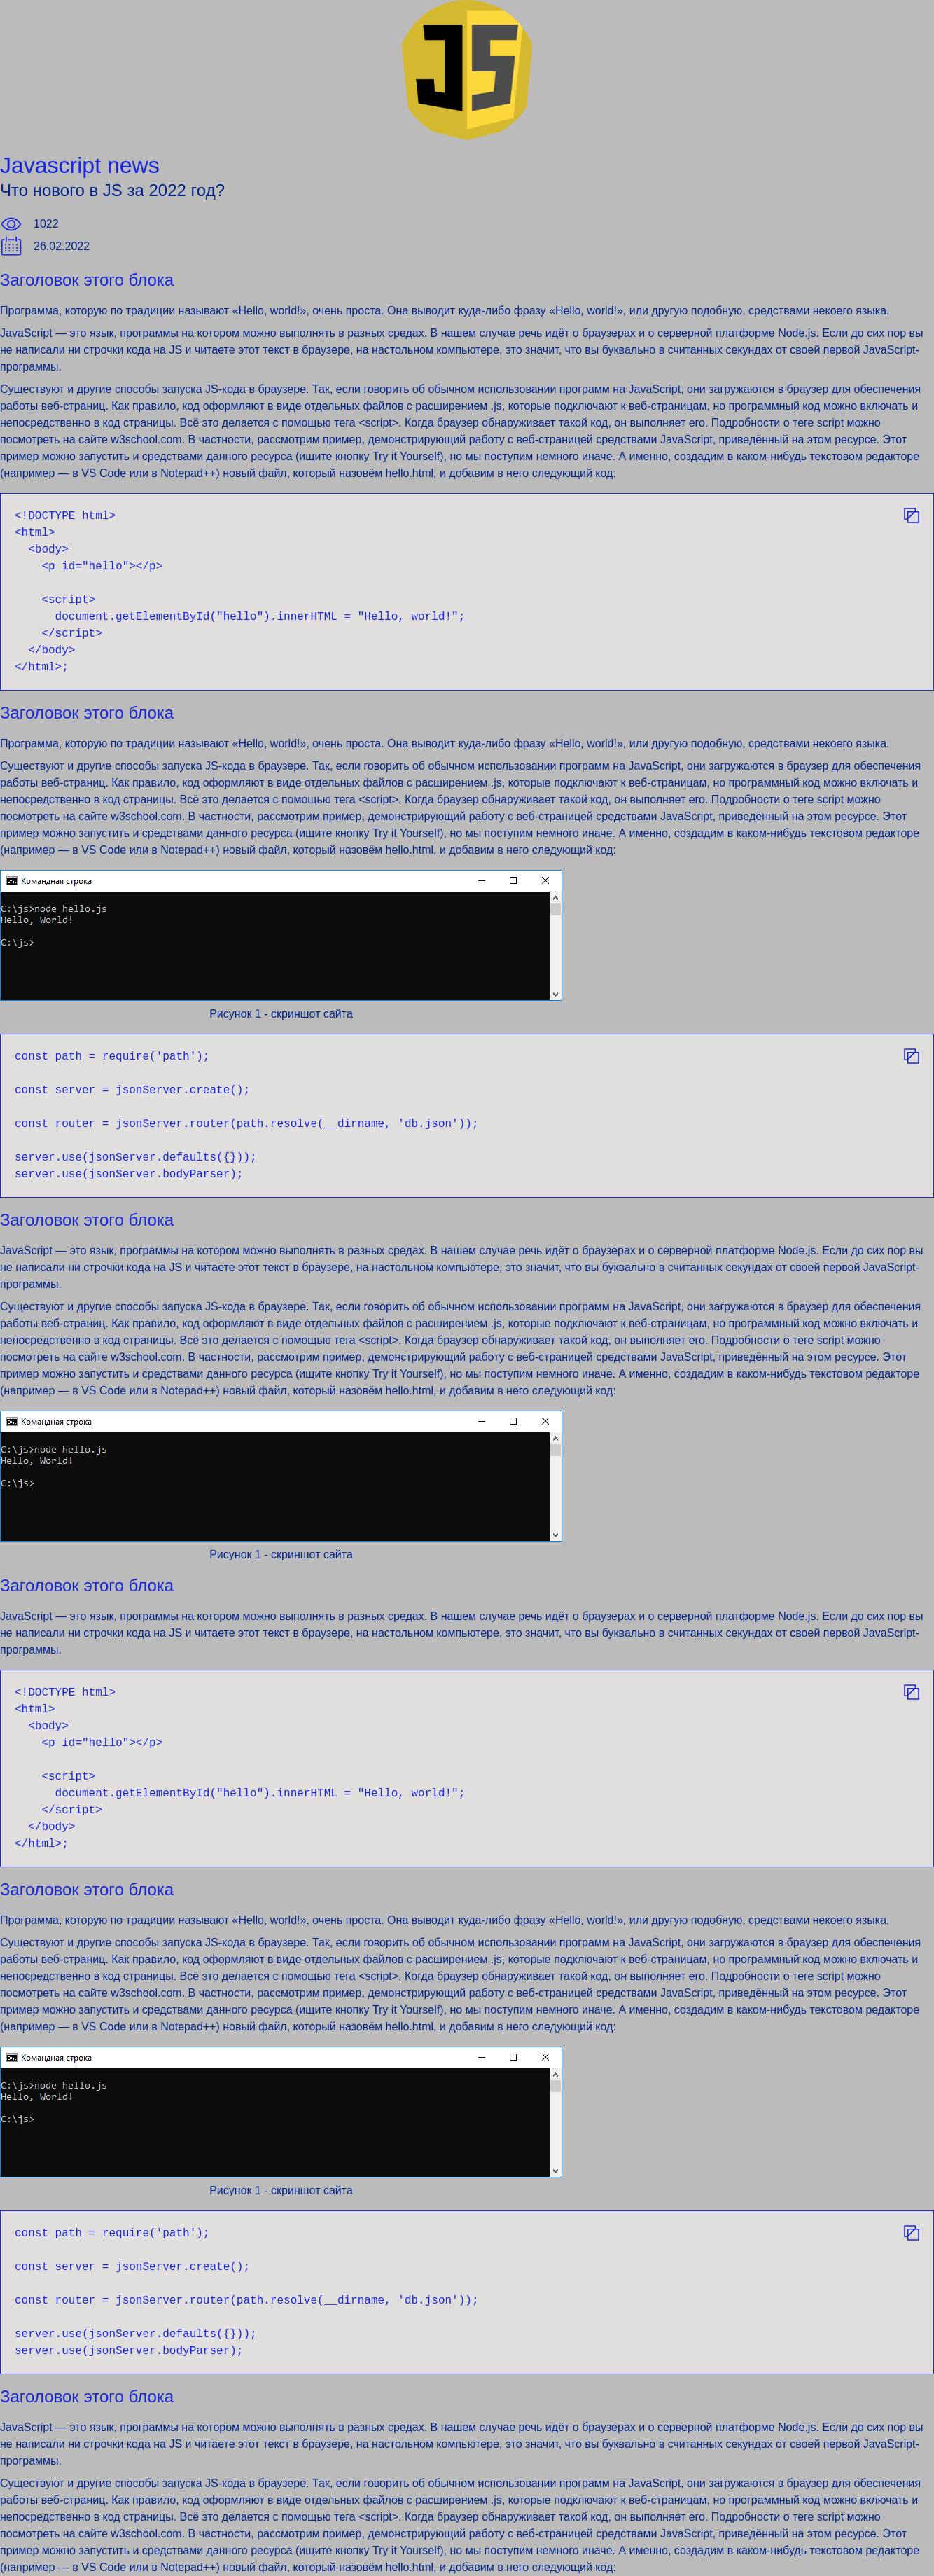 JS
Javascript news
Что нового в JS за 2022 год?
1022
26.02.2022
Заголовок этого блока
Программа, которую по традиции называют «Hello, world!», очень проста. Она выводит куда-либо фразу «Hello, world!», или другую подобную, средствами некоего языка.
JavaScript — это язык, программы на котором можно выполнять в разных средах. В нашем случае речь идёт о браузерах и о серверной платформе Node.js. Если до сих пор вы
не написали ни строчки кода на JS и читаете этот текст в браузере, на настольном компьютере, это значит, что вы буквально в считанных секундах от своей первой JavaScript-
программы.
Существуют и другие способы запуска JS-кода в браузере. Так, если говорить об обычном использовании программ на JavaScript, они загружаются в браузер для обеспечения
работы веб-страниц. Как правило, код оформляют в виде отдельных файлов с расширением .js, которые подключают к веб-страницам, но программный код можно включать и
непосредственно в код страницы. Всё это делается с помощью тега <script>. Когда браузер обнаруживает такой код, он выполняет его. Подробности о теге script можно
посмотреть на сайте w3school.com. В частности, рассмотрим пример, демонстрирующий работу с веб-страницей средствами JavaScript, приведённый на этом ресурсе. Этот
пример можно запустить и средствами данного ресурса (ищите кнопку Try it Yourself), но мы поступим немного иначе. А именно, создадим в каком-нибудь текстовом редакторе
(например — в VS Code или в Notepad++) новый файл, который назовём hello.html, и добавим в него следующий код:
<!DOCTYPE html>
<html>
  <body>
    <p id="hello"></p>
    <script>
      document.getElementById("hello").innerHTML = "Hello, world!";
    </script>
  </body>
</html>;
Заголовок этого блока
Программа, которую по традиции называют «Hello, world!», очень проста. Она выводит куда-либо фразу «Hello, world!», или другую подобную, средствами некоего языка.
Существуют и другие способы запуска JS-кода в браузере. Так, если говорить об обычном использовании программ на JavaScript, они загружаются в браузер для обеспечения
работы веб-страниц. Как правило, код оформляют в виде отдельных файлов с расширением .js, которые подключают к веб-страницам, но программный код можно включать и
непосредственно в код страницы. Всё это делается с помощью тега <script>. Когда браузер обнаруживает такой код, он выполняет его. Подробности о теге script можно
посмотреть на сайте w3school.com. В частности, рассмотрим пример, демонстрирующий работу с веб-страницей средствами JavaScript, приведённый на этом ресурсе. Этот
пример можно запустить и средствами данного ресурса (ищите кнопку Try it Yourself), но мы поступим немного иначе. А именно, создадим в каком-нибудь текстовом редакторе
(например — в VS Code или в Notepad++) новый файл, который назовём hello.html, и добавим в него следующий код:
Командная строка
C:\js>node hello.js
Hello, World!
C:\js>
Рисунок 1 - скриншот сайта
const path = require('path');
const server = jsonServer.create();
const router = jsonServer.router(path.resolve(__dirname, 'db.json'));
server.use(jsonServer.defaults({}));
server.use(jsonServer.bodyParser);
Заголовок этого блока
JavaScript — это язык, программы на котором можно выполнять в разных средах. В нашем случае речь идёт о браузерах и о серверной платформе Node.js. Если до сих пор вы
не написали ни строчки кода на JS и читаете этот текст в браузере, на настольном компьютере, это значит, что вы буквально в считанных секундах от своей первой JavaScript-
программы.
Существуют и другие способы запуска JS-кода в браузере. Так, если говорить об обычном использовании программ на JavaScript, они загружаются в браузер для обеспечения
работы веб-страниц. Как правило, код оформляют в виде отдельных файлов с расширением .js, которые подключают к веб-страницам, но программный код можно включать и
непосредственно в код страницы. Всё это делается с помощью тега <script>. Когда браузер обнаруживает такой код, он выполняет его. Подробности о теге script можно
посмотреть на сайте w3school.com. В частности, рассмотрим пример, демонстрирующий работу с веб-страницей средствами JavaScript, приведённый на этом ресурсе. Этот
пример можно запустить и средствами данного ресурса (ищите кнопку Try it Yourself), но мы поступим немного иначе. А именно, создадим в каком-нибудь текстовом редакторе
(например — в VS Code или в Notepad++) новый файл, который назовём hello.html, и добавим в него следующий код:
Командная строка
C:\js>node hello.js
Hello, World!
C:\js>
Рисунок 1 - скриншот сайта
Заголовок этого блока
JavaScript — это язык, программы на котором можно выполнять в разных средах. В нашем случае речь идёт о браузерах и о серверной платформе Node.js. Если до сих пор вы
не написали ни строчки кода на JS и читаете этот текст в браузере, на настольном компьютере, это значит, что вы буквально в считанных секундах от своей первой JavaScript-
программы.
<!DOCTYPE html>
<html>
  <body>
    <p id="hello"></p>
    <script>
      document.getElementById("hello").innerHTML = "Hello, world!";
    </script>
  </body>
</html>;
Заголовок этого блока
Программа, которую по традиции называют «Hello, world!», очень проста. Она выводит куда-либо фразу «Hello, world!», или другую подобную, средствами некоего языка.
Существуют и другие способы запуска JS-кода в браузере. Так, если говорить об обычном использовании программ на JavaScript, они загружаются в браузер для обеспечения
работы веб-страниц. Как правило, код оформляют в виде отдельных файлов с расширением .js, которые подключают к веб-страницам, но программный код можно включать и
непосредственно в код страницы. Всё это делается с помощью тега <script>. Когда браузер обнаруживает такой код, он выполняет его. Подробности о теге script можно
посмотреть на сайте w3school.com. В частности, рассмотрим пример, демонстрирующий работу с веб-страницей средствами JavaScript, приведённый на этом ресурсе. Этот
пример можно запустить и средствами данного ресурса (ищите кнопку Try it Yourself), но мы поступим немного иначе. А именно, создадим в каком-нибудь текстовом редакторе
(например — в VS Code или в Notepad++) новый файл, который назовём hello.html, и добавим в него следующий код:
Командная строка
C:\js>node hello.js
Hello, World!
C:\js>
Рисунок 1 - скриншот сайта
const path = require('path');
const server = jsonServer.create();
const router = jsonServer.router(path.resolve(__dirname, 'db.json'));
server.use(jsonServer.defaults({}));
server.use(jsonServer.bodyParser);
Заголовок этого блока
JavaScript — это язык, программы на котором можно выполнять в разных средах. В нашем случае речь идёт о браузерах и о серверной платформе Node.js. Если до сих пор вы
не написали ни строчки кода на JS и читаете этот текст в браузере, на настольном компьютере, это значит, что вы буквально в считанных секундах от своей первой JavaScript-
программы.
Существуют и другие способы запуска JS-кода в браузере. Так, если говорить об обычном использовании программ на JavaScript, они загружаются в браузер для обеспечения
работы веб-страниц. Как правило, код оформляют в виде отдельных файлов с расширением .js, которые подключают к веб-страницам, но программный код можно включать и
непосредственно в код страницы. Всё это делается с помощью тега <script>. Когда браузер обнаруживает такой код, он выполняет его. Подробности о теге script можно
посмотреть на сайте w3school.com. В частности, рассмотрим пример, демонстрирующий работу с веб-страницей средствами JavaScript, приведённый на этом ресурсе. Этот
пример можно запустить и средствами данного ресурса (ищите кнопку Try it Yourself), но мы поступим немного иначе. А именно, создадим в каком-нибудь текстовом редакторе
(например — в VS Code или в Notepad++) новый файл, который назовём hello.html, и добавим в него следующий код: